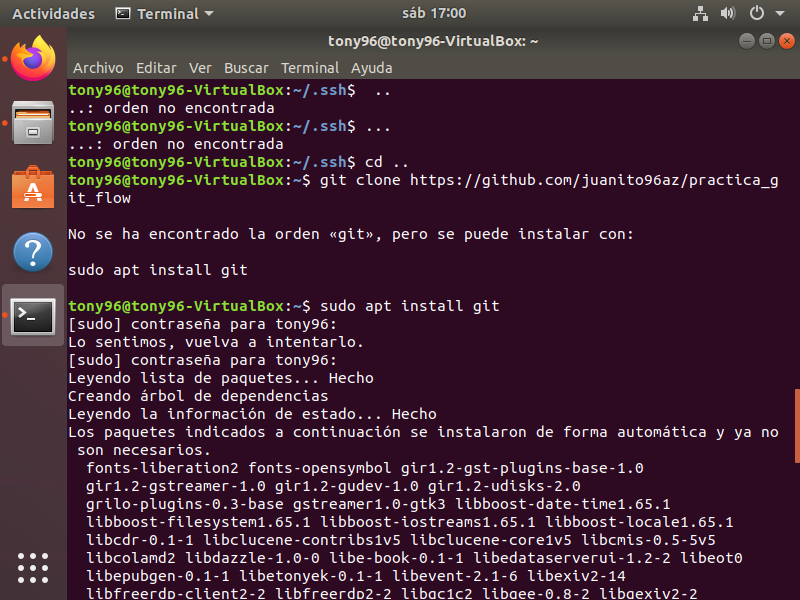 Actividades Terminal sáb 17:00
tony96@tony96-VirtualBox: ~
Archivo Editar Ver Buscar Terminal Ayuda
tony96@tony96-VirtualBox:~/.ssh$  ..
..: orden no encontrada
tony96@tony96-VirtualBox:~/.ssh$ ...
...: orden no encontrada
tony96@tony96-VirtualBox:~/.ssh$ cd ..
tony96@tony96-VirtualBox:~$ git clone https://github.com/juanito96az/practica_g
it_flow
No se ha encontrado la orden «git», pero se puede instalar con:
sudo apt install git
tony96@tony96-VirtualBox:~$ sudo apt install git
[sudo] contraseña para tony96:
Lo sentimos, vuelva a intentarlo.
[sudo] contraseña para tony96:
Leyendo lista de paquetes... Hecho
Creando árbol de dependencias
Leyendo la información de estado... Hecho
Los paquetes indicados a continuación se instalaron de forma automática y ya no
son necesarios.
fonts-liberation2 fonts-opensymbol gir1.2-gst-plugins-base-1.0
gir1.2-gstreamer-1.0 gir1.2-gudev-1.0 gir1.2-udisks-2.0
grilo-plugins-0.3-base gstreamer1.0-gtk3 libboost-date-time1.65.1
libboost-filesystem1.65.1 libboost-iostreams1.65.1 libboost-locale1.65.1
libcdr-0.1-1 libclucene-contribs1v5 libclucene-core1v5 libcmis-0.5-5v5
libcolamd2 libdazzle-1.0-0 libe-book-0.1-1 libedataserverui-1.2-2 libeot0
libepubgen-0.1-1 libetonyek-0.1-1 libevent-2.1-6 libexiv2-14
libfreerdp-client2-2 libfreerdp2-2 libgc1c2 libgee-0.8-2 libgexiv2-2